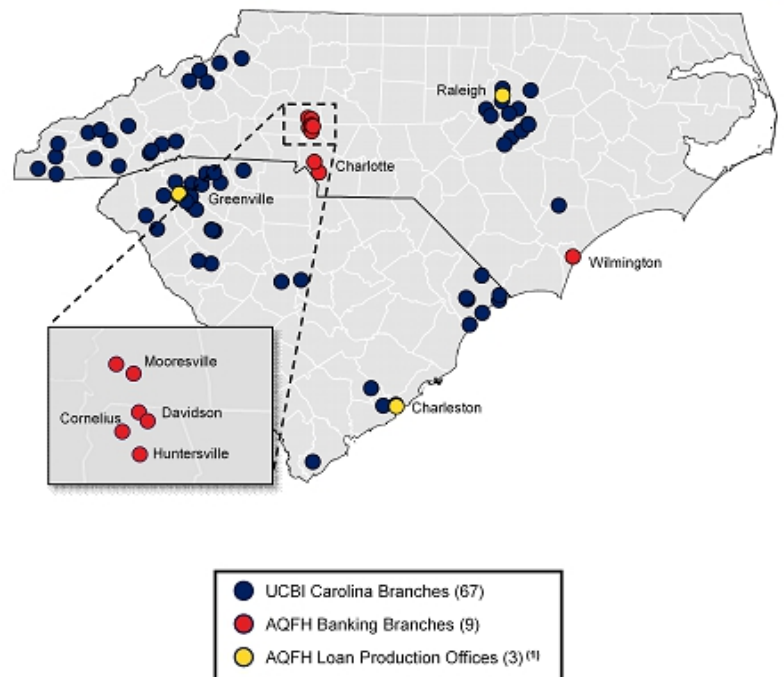 Raleigh
Charlotte
Greenville
Wilmington
Mooresville
Cornelius
Davidson
Huntersville
Charleston
UCBI Carolina Branches (67)
AQFH Banking Branches (9)
AQFH Loan Production Offices (3) (1)